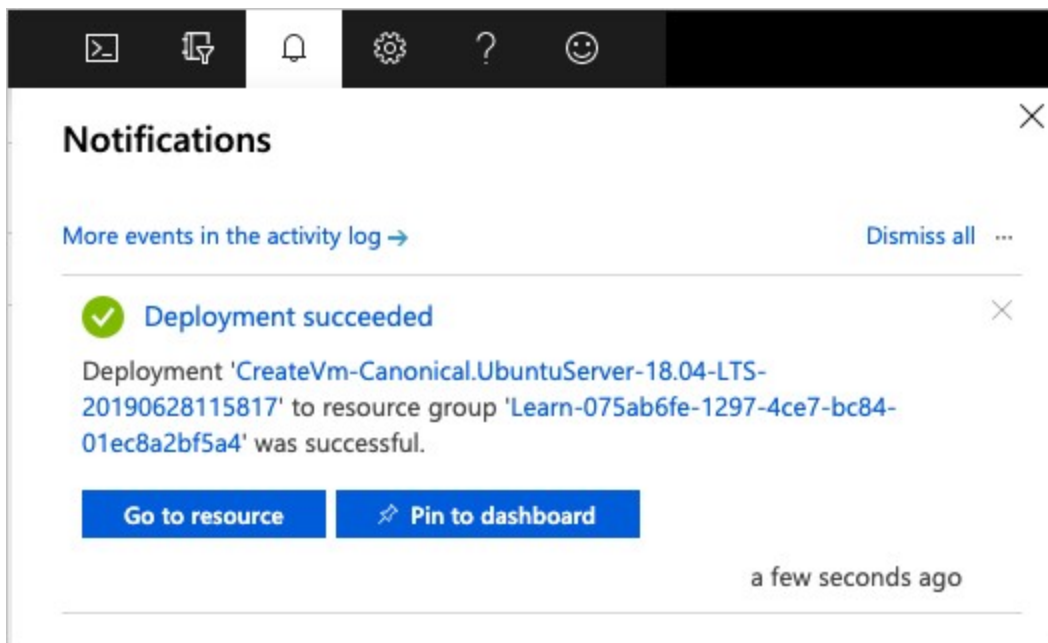 Notifications
More events in the activity log →
Dismiss all ...
Deployment succeeded
Deployment 'CreateVm-Canonical.UbuntuServer-18.04-LTS-
20190628115817' to resource group 'Learn-075ab6fe-1297-4ce7-bc84-
01ec8a2bf5a4' was successful.
Go to resource
Pin to dashboard
a few seconds ago